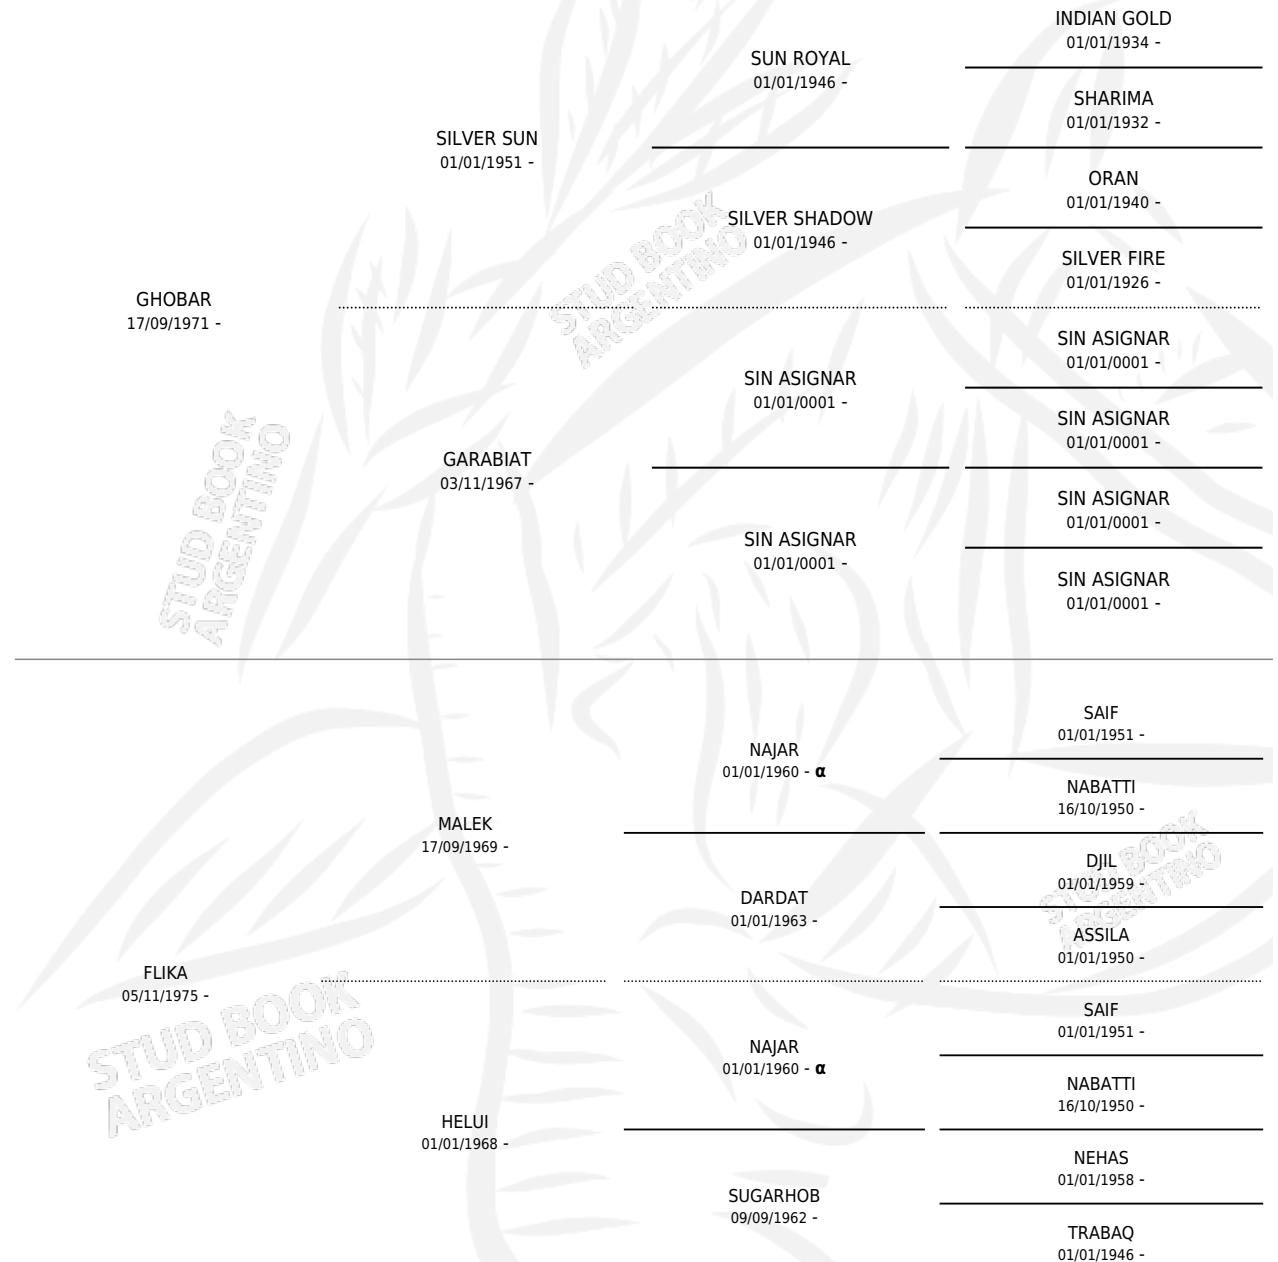 INDIAN GOLD
01/01/1934 -
SUN ROYAL
01/01/1946 -
SHARIMA
01/01/1932 -
SILVER SUN
01/01/1951 -
ORAN
01/01/1940 -
SILVER SHADOW
01/01/1946 -
SILVER FIRE
01/01/1926 -
GHOBAR
17/09/1971 -
SIN ASIGNAR
01/01/0001 -
SIN ASIGNAR
01/01/0001 -
SIN ASIGNAR
01/01/0001 -
GARABIAT
03/11/1967 -
SIN ASIGNAR
01/01/0001 -
SIN ASIGNAR
01/01/0001 -
SIN ASIGNAR
01/01/0001 -
STUD BOOK
ARGENTINO
STUD BOOK
ARGENTINO
SAIF
01/01/1951 -
NAJAR
01/01/1960 - α
NABATTI
16/10/1950 -
MALEK
17/09/1969 -
DJIL
01/01/1959 -
DARDAT
01/01/1963 -
ASSILA
01/01/1950 -
STUD BOOK
ARGENTINO
FLIKA
05/11/1975 -
STUD BOOK
ARGENTINO
SAIF
01/01/1951 -
NAJAR
01/01/1960 - α
NABATTI
16/10/1950 -
HELUI
01/01/1968 -
NEHAS
01/01/1958 -
SUGARHOB
09/09/1962 -
TRABAQ
01/01/1946 -